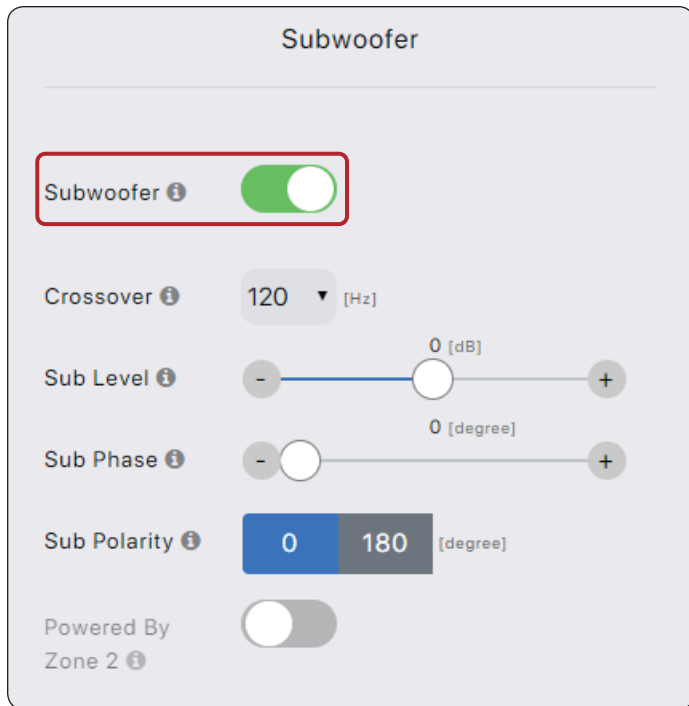 Subwoofer
Subwoofer
Crossover 120 [Hz]
0 [dB]
Sub Level - +
0 [degree]
Sub Phase - +
Sub Polarity 0 180 [degree]
Powered By
Zone 2